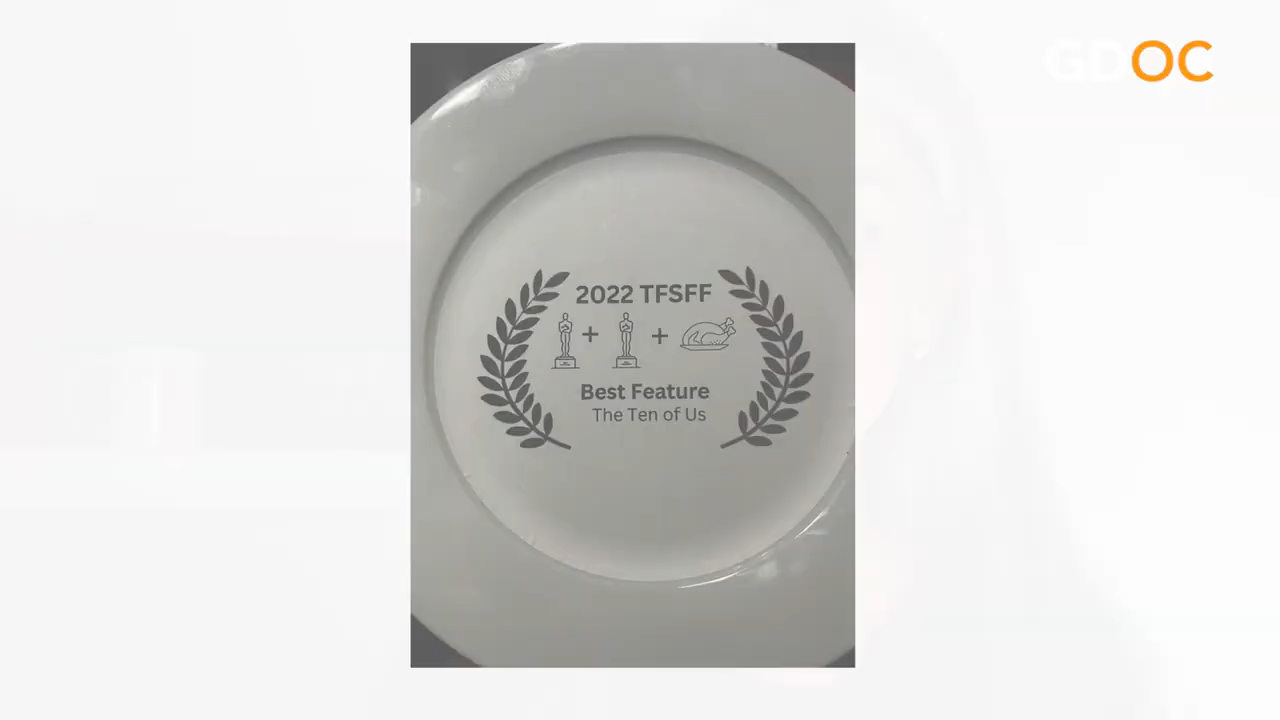 GDOC
2022 TFSFF
+ +
Best Feature
The Ten of Us